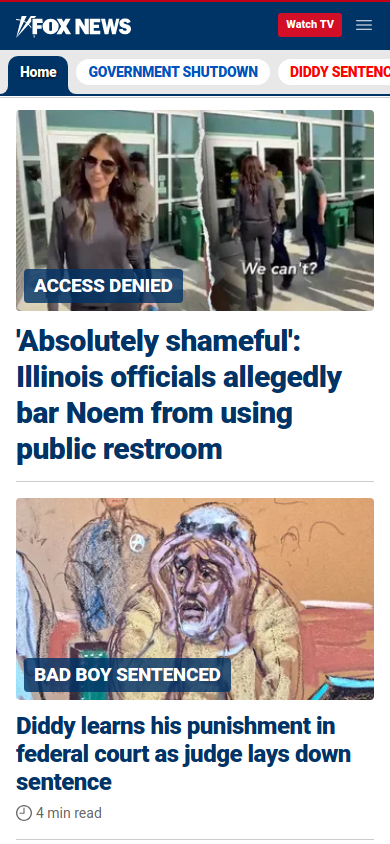 FOX NEWS
Watch TV
Home
GOVERNMENT SHUTDOWN
DIDDY SENTENC
We can't?
ACCESS DENIED
'Absolutely shameful':
Illinois officials allegedly
bar Noem from using
public restroom
BAD BOY SENTENCED
Diddy learns his punishment in
federal court as judge lays down
sentence
4 min read